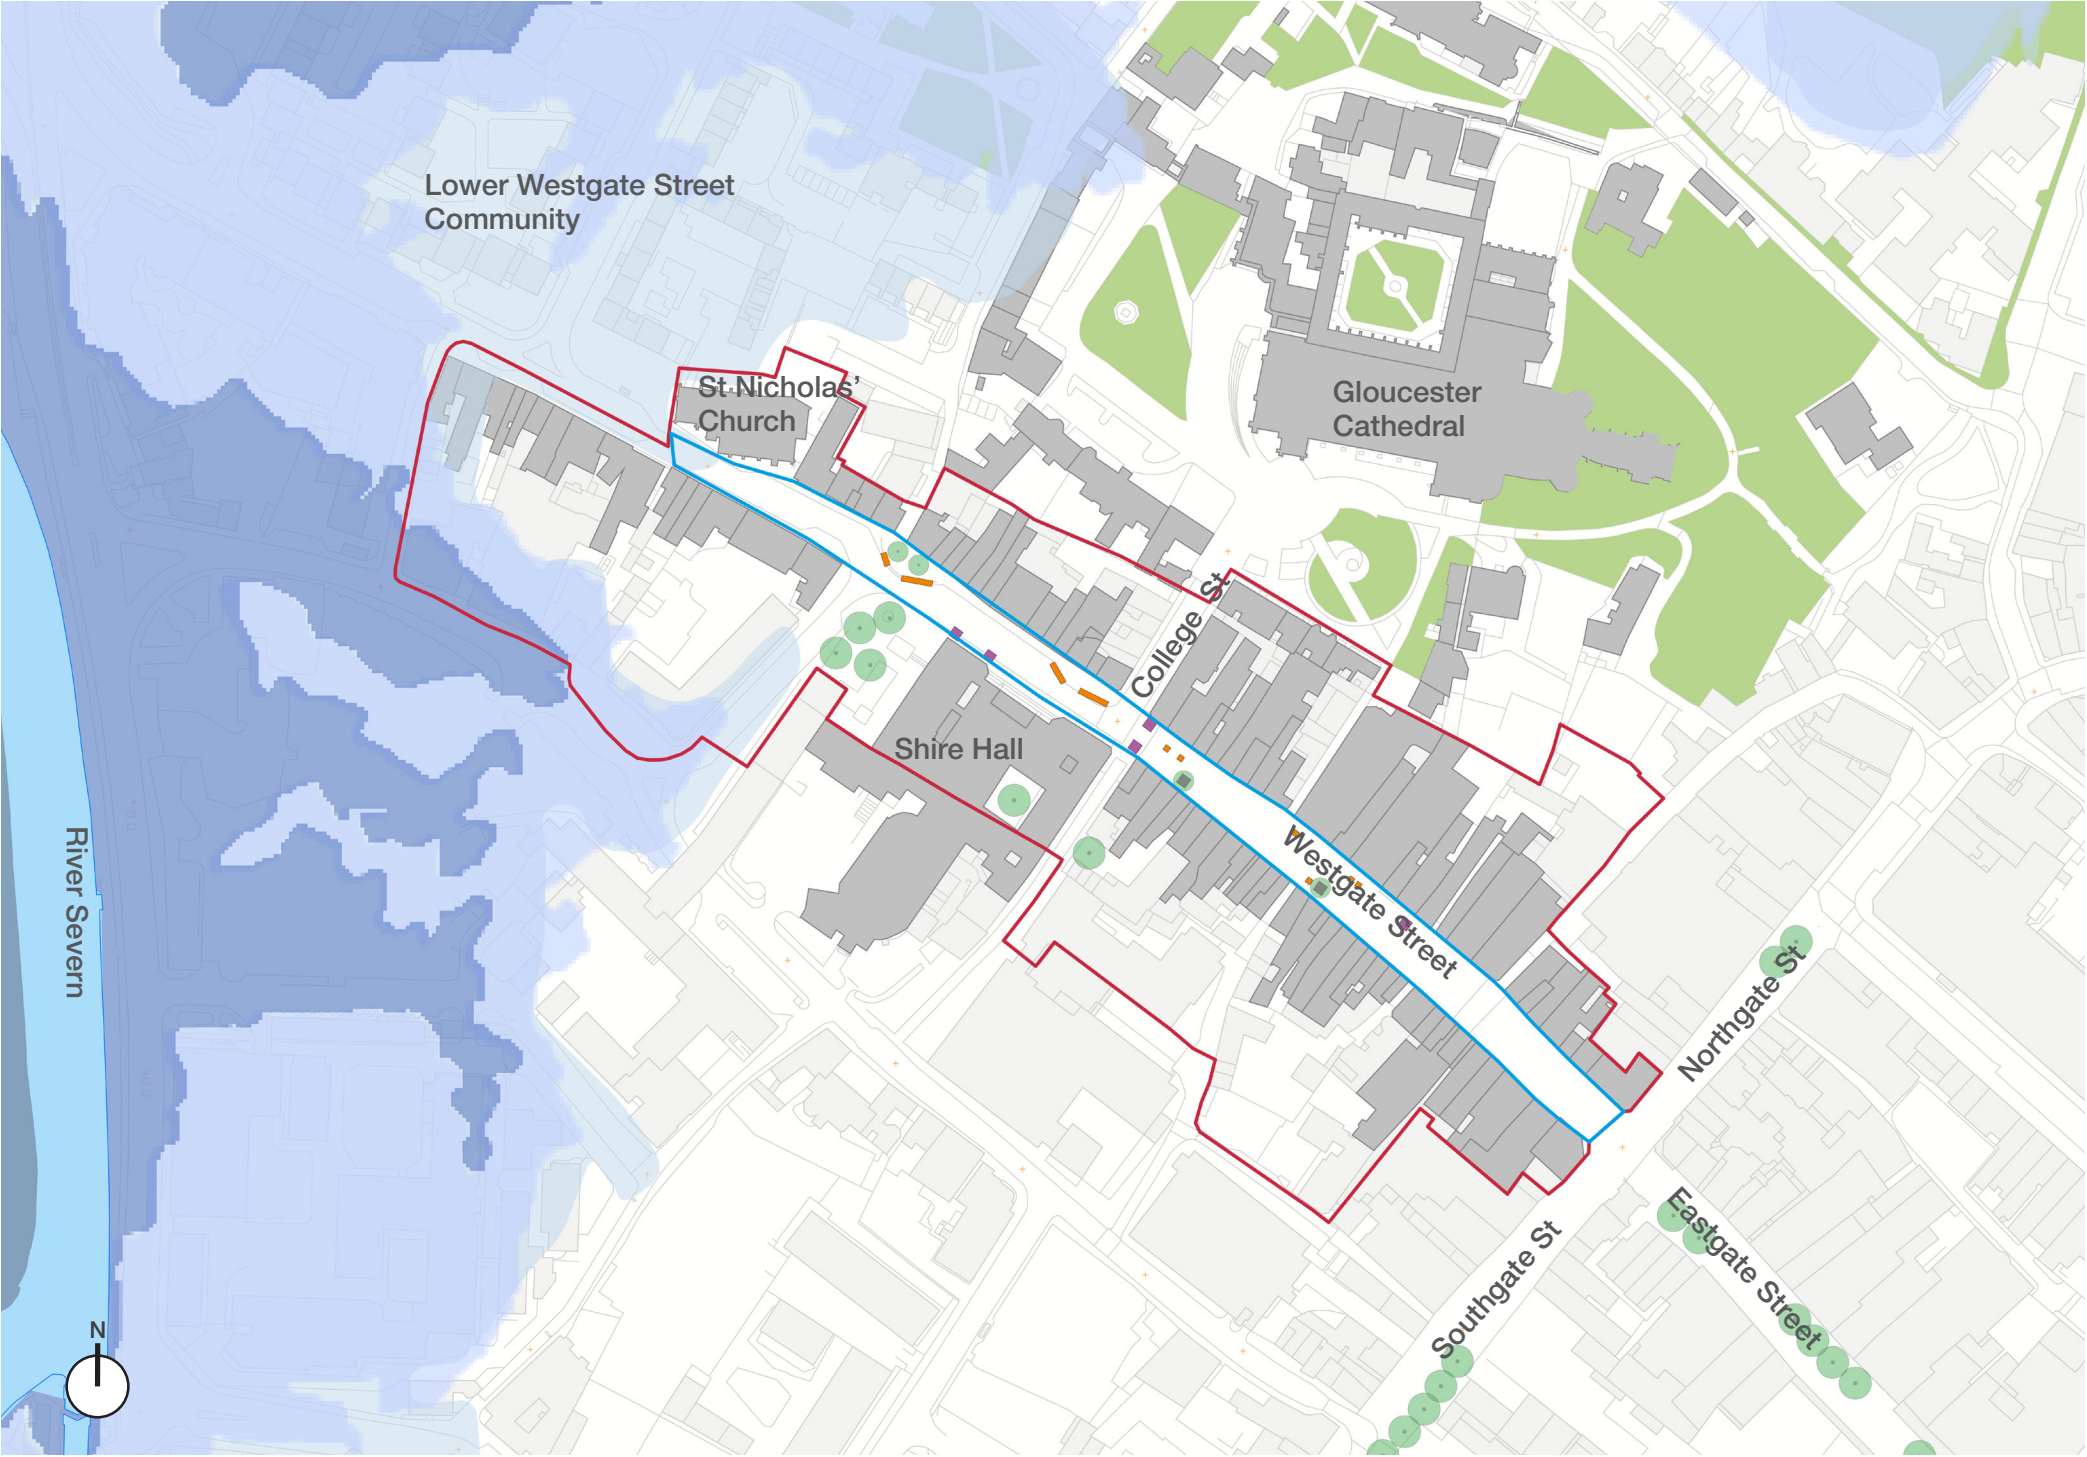 Lower Westgate Street
Community
St Nicholas’
Church
Gloucester
Cathedral
College St
Shire Hall
Westgate Street
River Severn
Northgate St
Eastgate Street
Southgate St
N